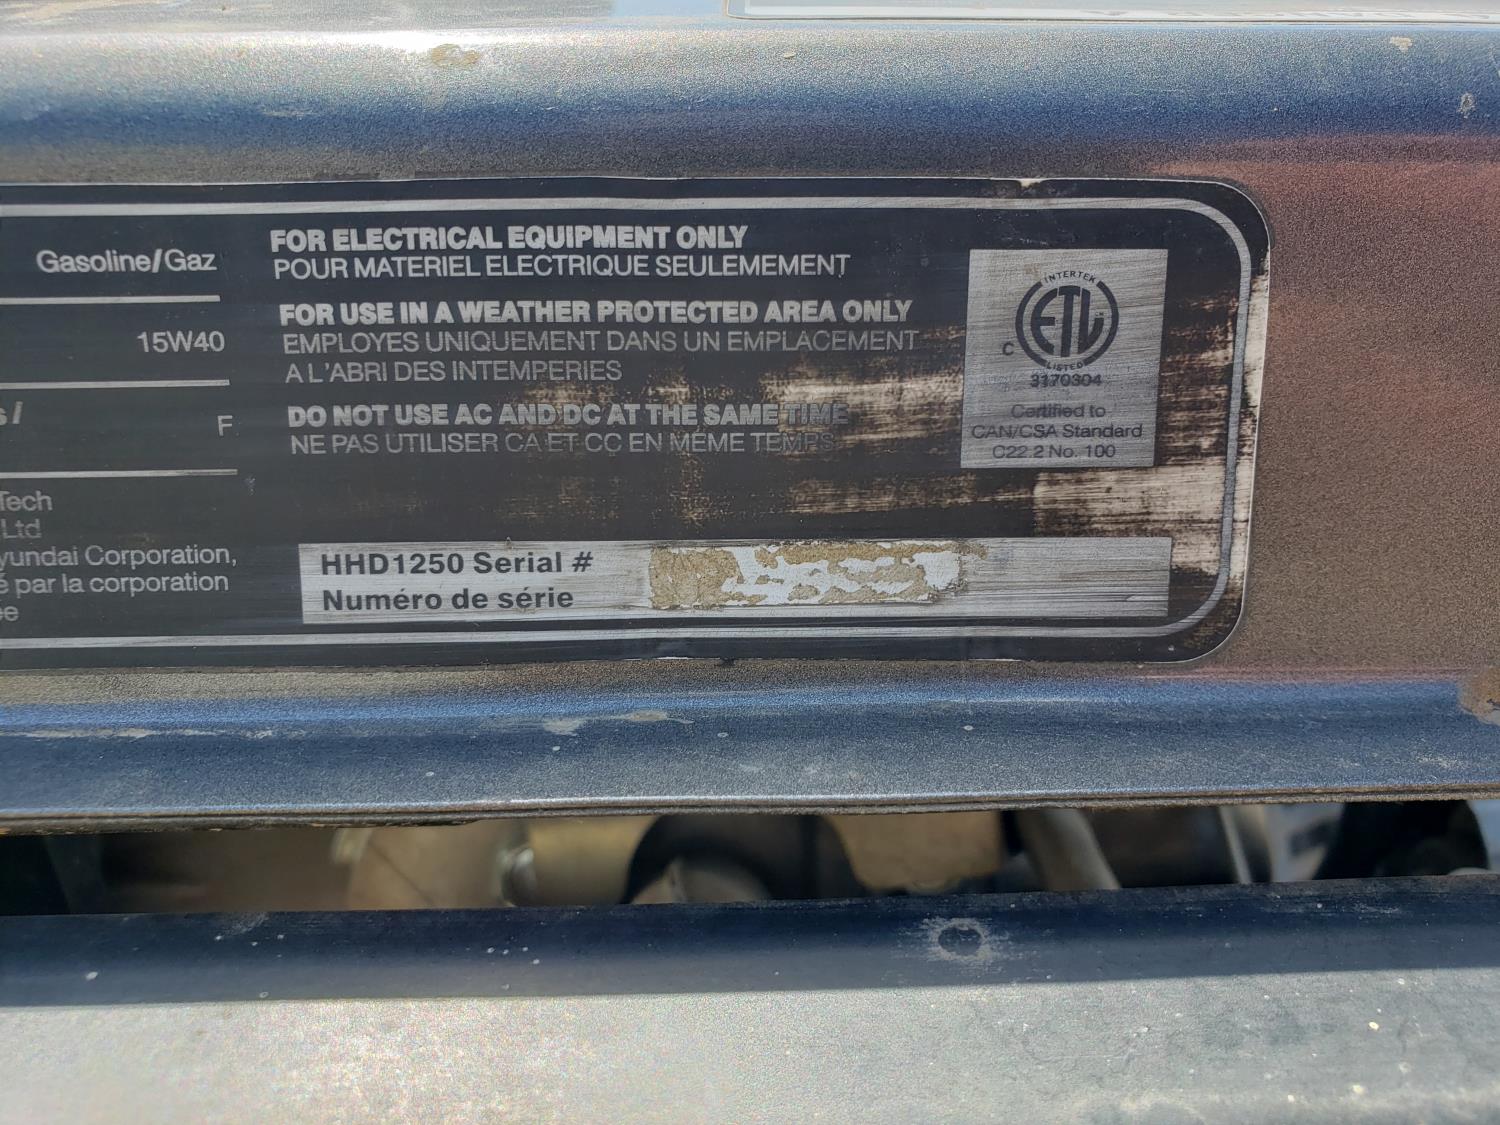 Gasoline/Gaz
15W40
s/
F
Tech
Ltd
yundai Corporation,
é par la corporation
ée
FOR ELECTRICAL EQUIPMENT ONLY
POUR MATERIEL ELECTRIQUE SEULEMEMENT
FOR USE IN A WEATHER PROTECTED AREA ONLY
EMPLOYES UNIQUEMENT DANS UN EMPLACEMENT
A L'ABRI DES INTEMPERIES
DO NOT USE AC AND DC AT THE SAME TIME
NE PAS UTILISER CA ET CC EN MÉME TEMPS
INTERTEK
ETL
C
LISTED
3170304
Certified to
CAN/CSA Standard
C22.2 No. 100
HHD1250 Serial #
Numéro de série